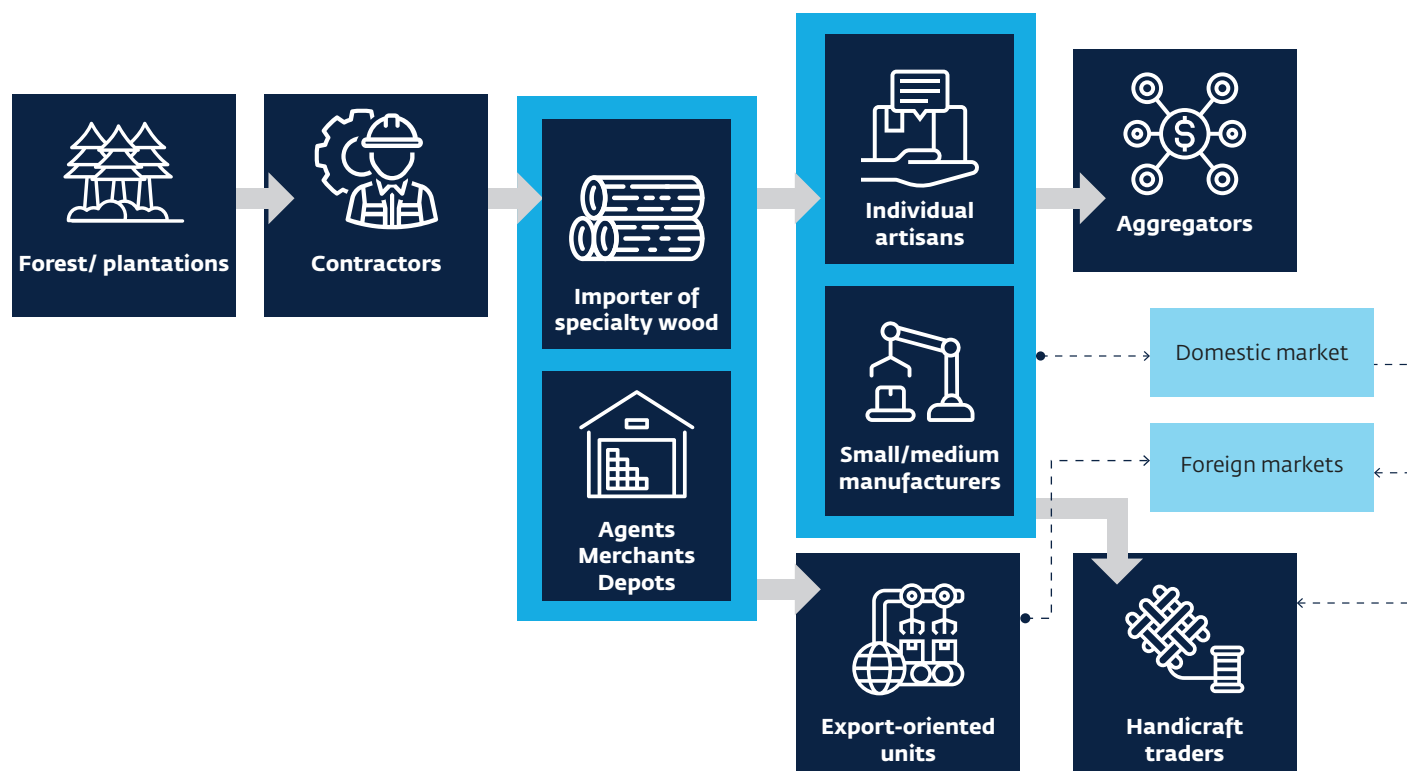 Forest/ plantations
Contractors
Importer of
specialty wood
Agents
Merchants
Depots
Individual
artisans
Small/medium
manufacturers
Export-oriented
units
$
Aggregators
Domestic market
Foreign markets
Handicraft
traders